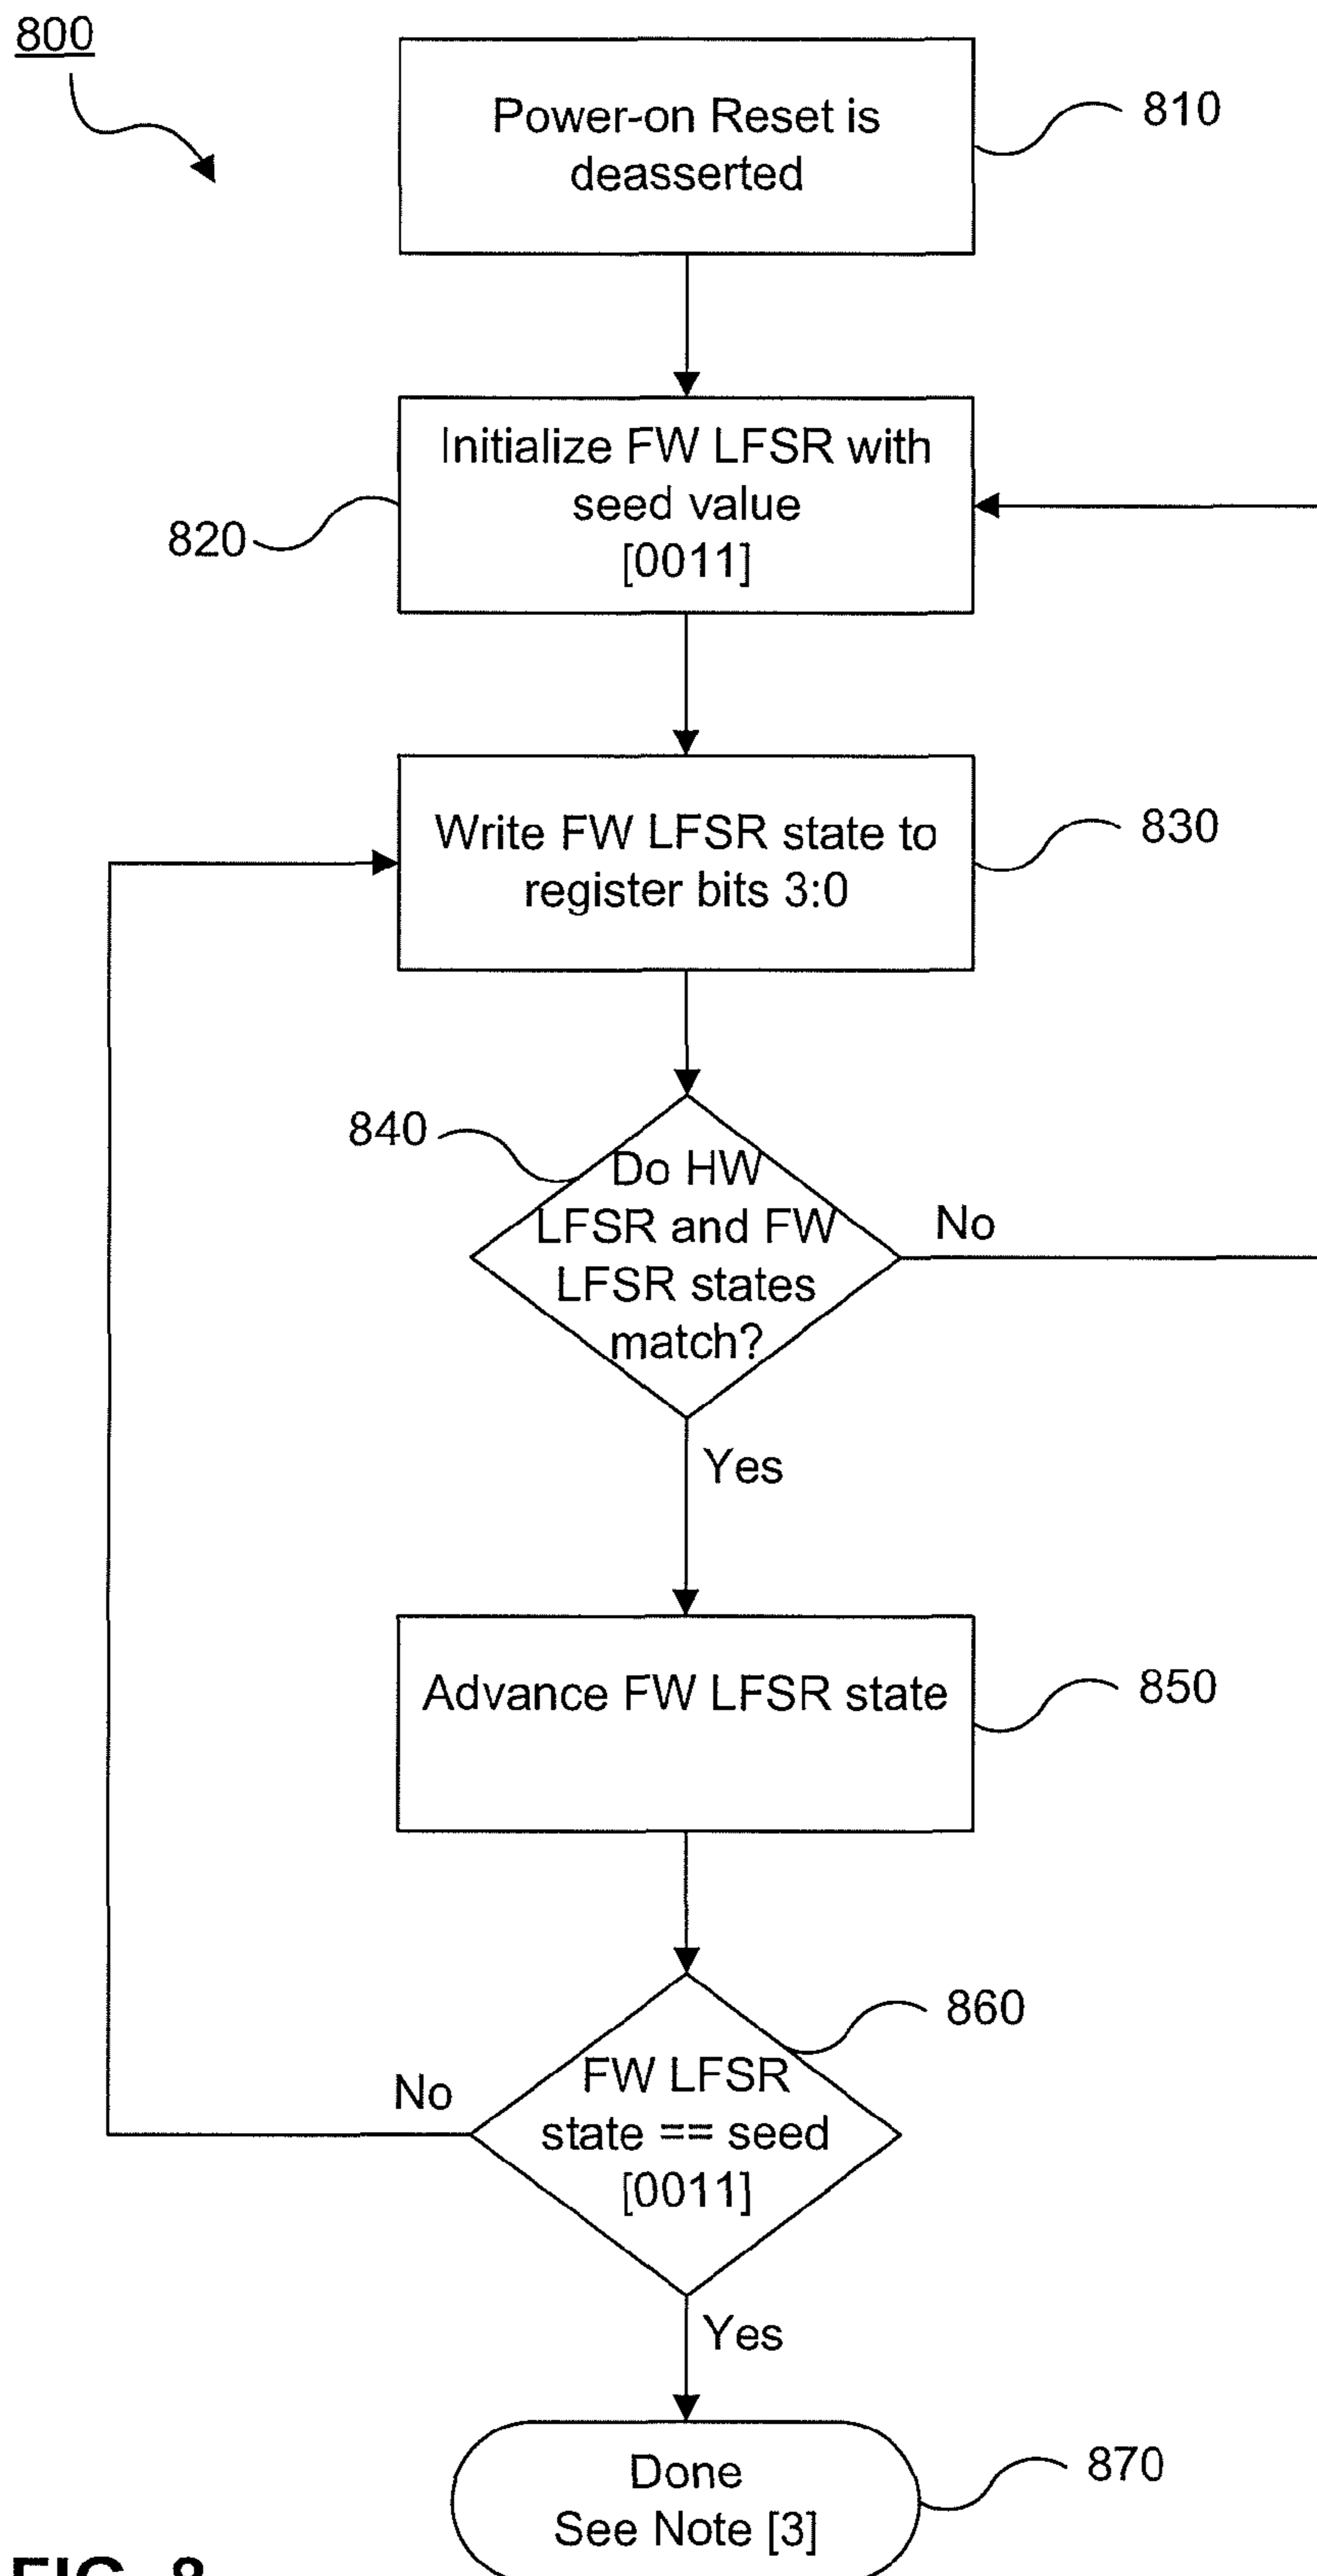 800
Power-on Reset is
deasserted
810
Initialize FW LFSR with
seed value
[0011]
820
Write FW LFSR state to
register bits 3:0
830
840
Do HW
LFSR and FW
LFSR states
match?
No
Yes
Advance FW LFSR state
850
860
FW LFSR
state == seed
[0011]
No
Yes
Done
See Note [3]
870
FIG. 8